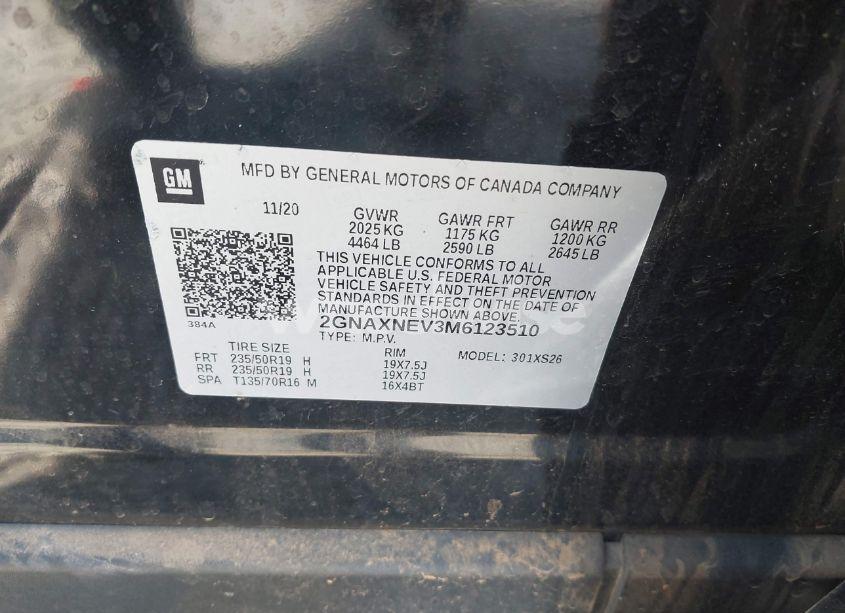 GM
MFD BY GENERAL MOTORS OF CANADA COMPANY
11/20 GVWR GAWR FRT GAWR RR
2025 KG 1175 KG 1200 KG
4464 LB 2590 LB 2645 LB
THIS VEHICLE CONFORMS TO ALL
APPLICABLE U.S. FEDERAL MOTOR
VEHICLE SAFETY AND THEFT PREVENTION
STANDARDS IN EFFECT ON THE DATE OF
MANUFACTURE SHOWN ABOVE.
384A 2GNAXNEV3M6123510
TYPE: M.P.V.
TIRE SIZE RIM MODEL: 301XS26
FRT 235/50R19 H 19X7.5J
RR 235/50R19 H 19X7.5J
SPA T135/70R16 M 16X4BT